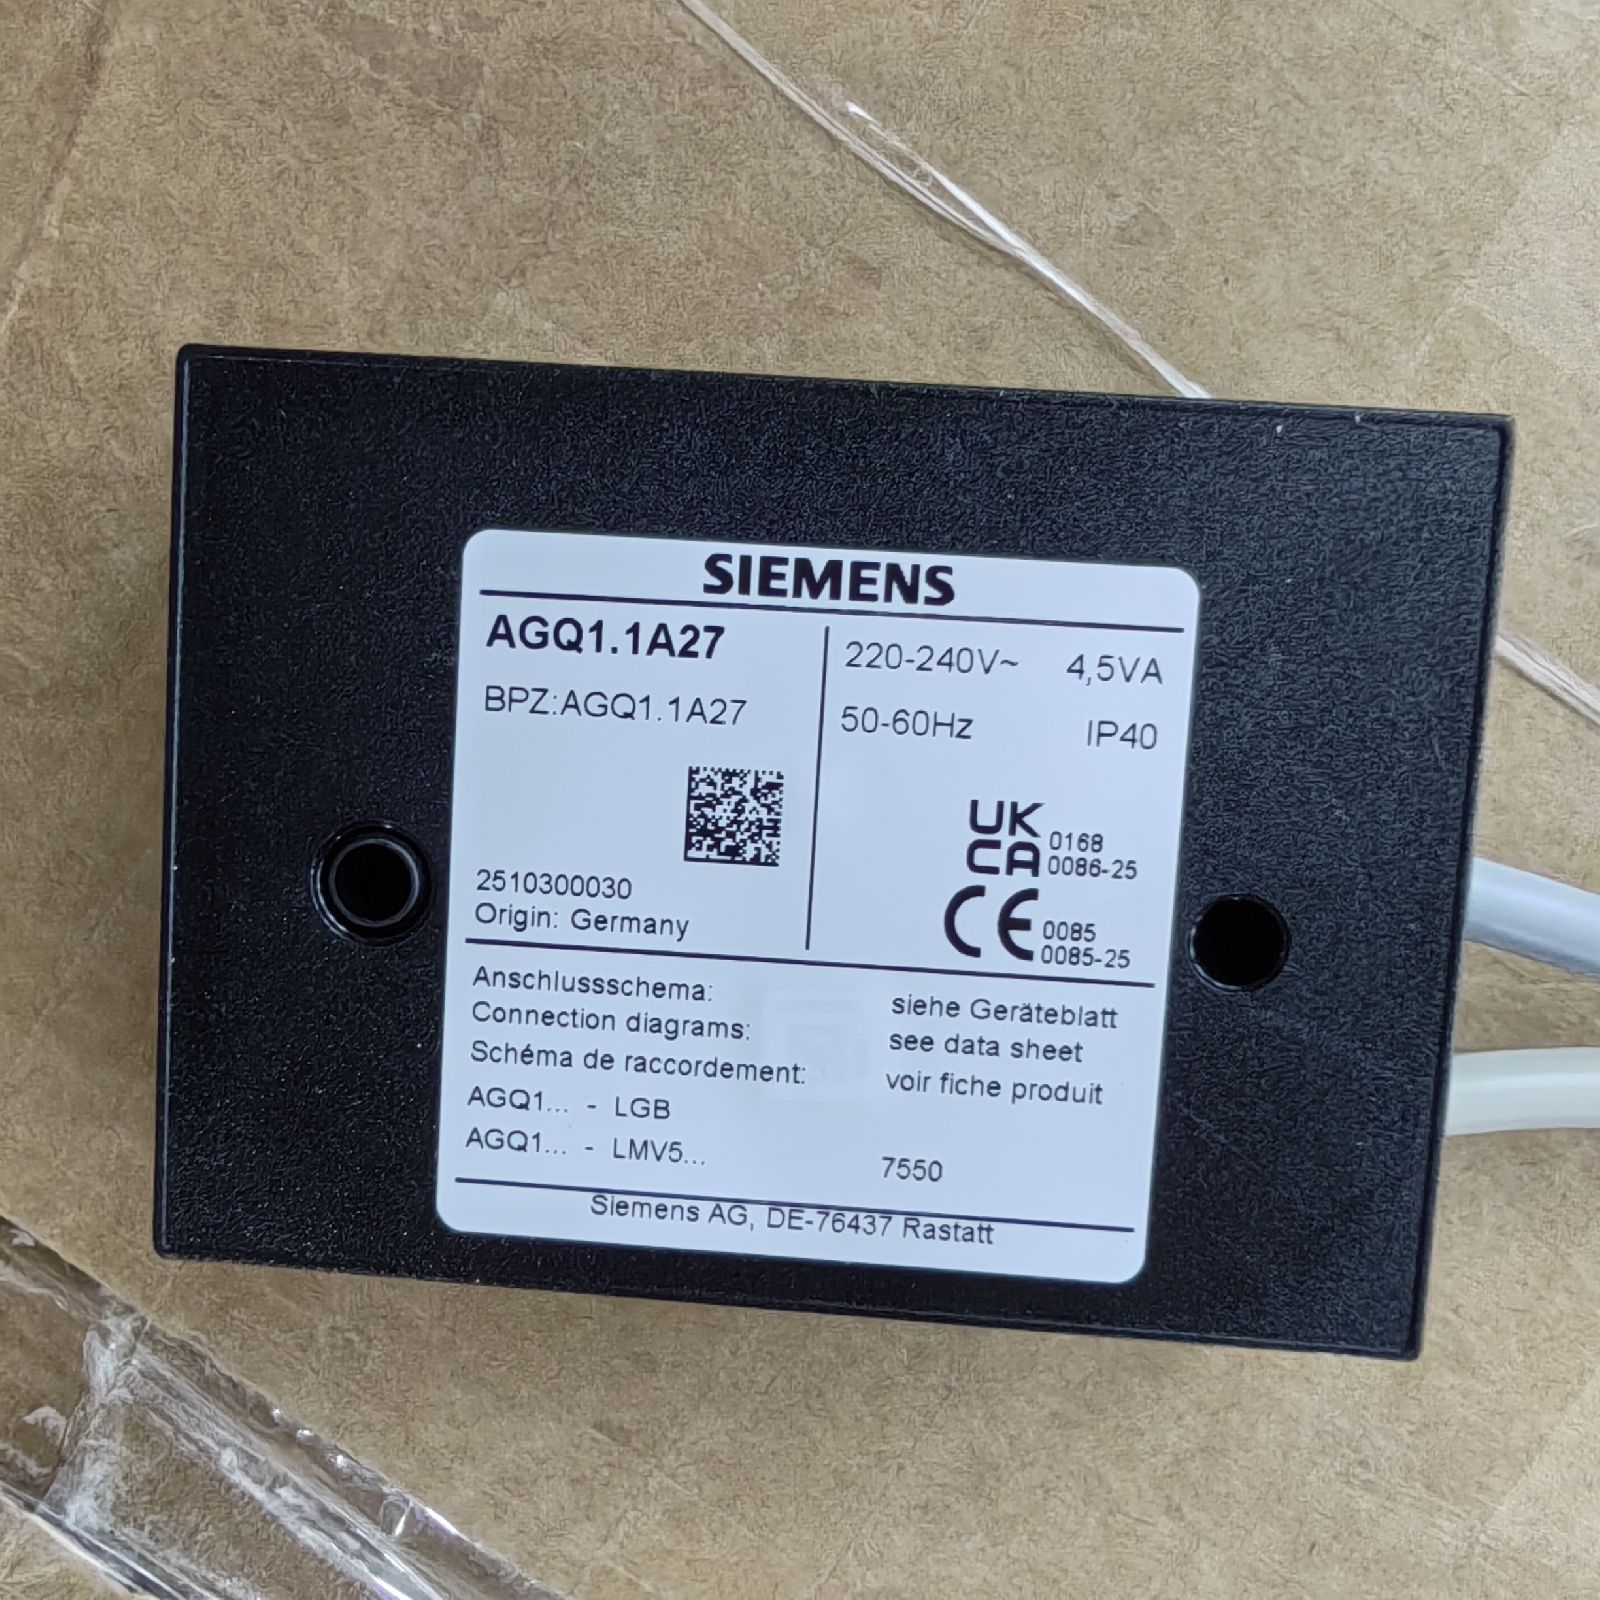 SIEMENS
AGQ1.1A27
BPZ:AGQ1.1A27
2510300030
Origin: Germany
220-240V~ 4,5VA
50-60Hz IP40
UK
CA
0168
0086-25
CE
0085
0085-25
Anschlussschema: siehe Geräteblatt
Connection diagrams: see data sheet
Schéma de raccordement: voir fiche produit
AGQ1... - LGB
AGQ1... - LMV5... 7550
Siemens AG, DE-76437 Rastatt